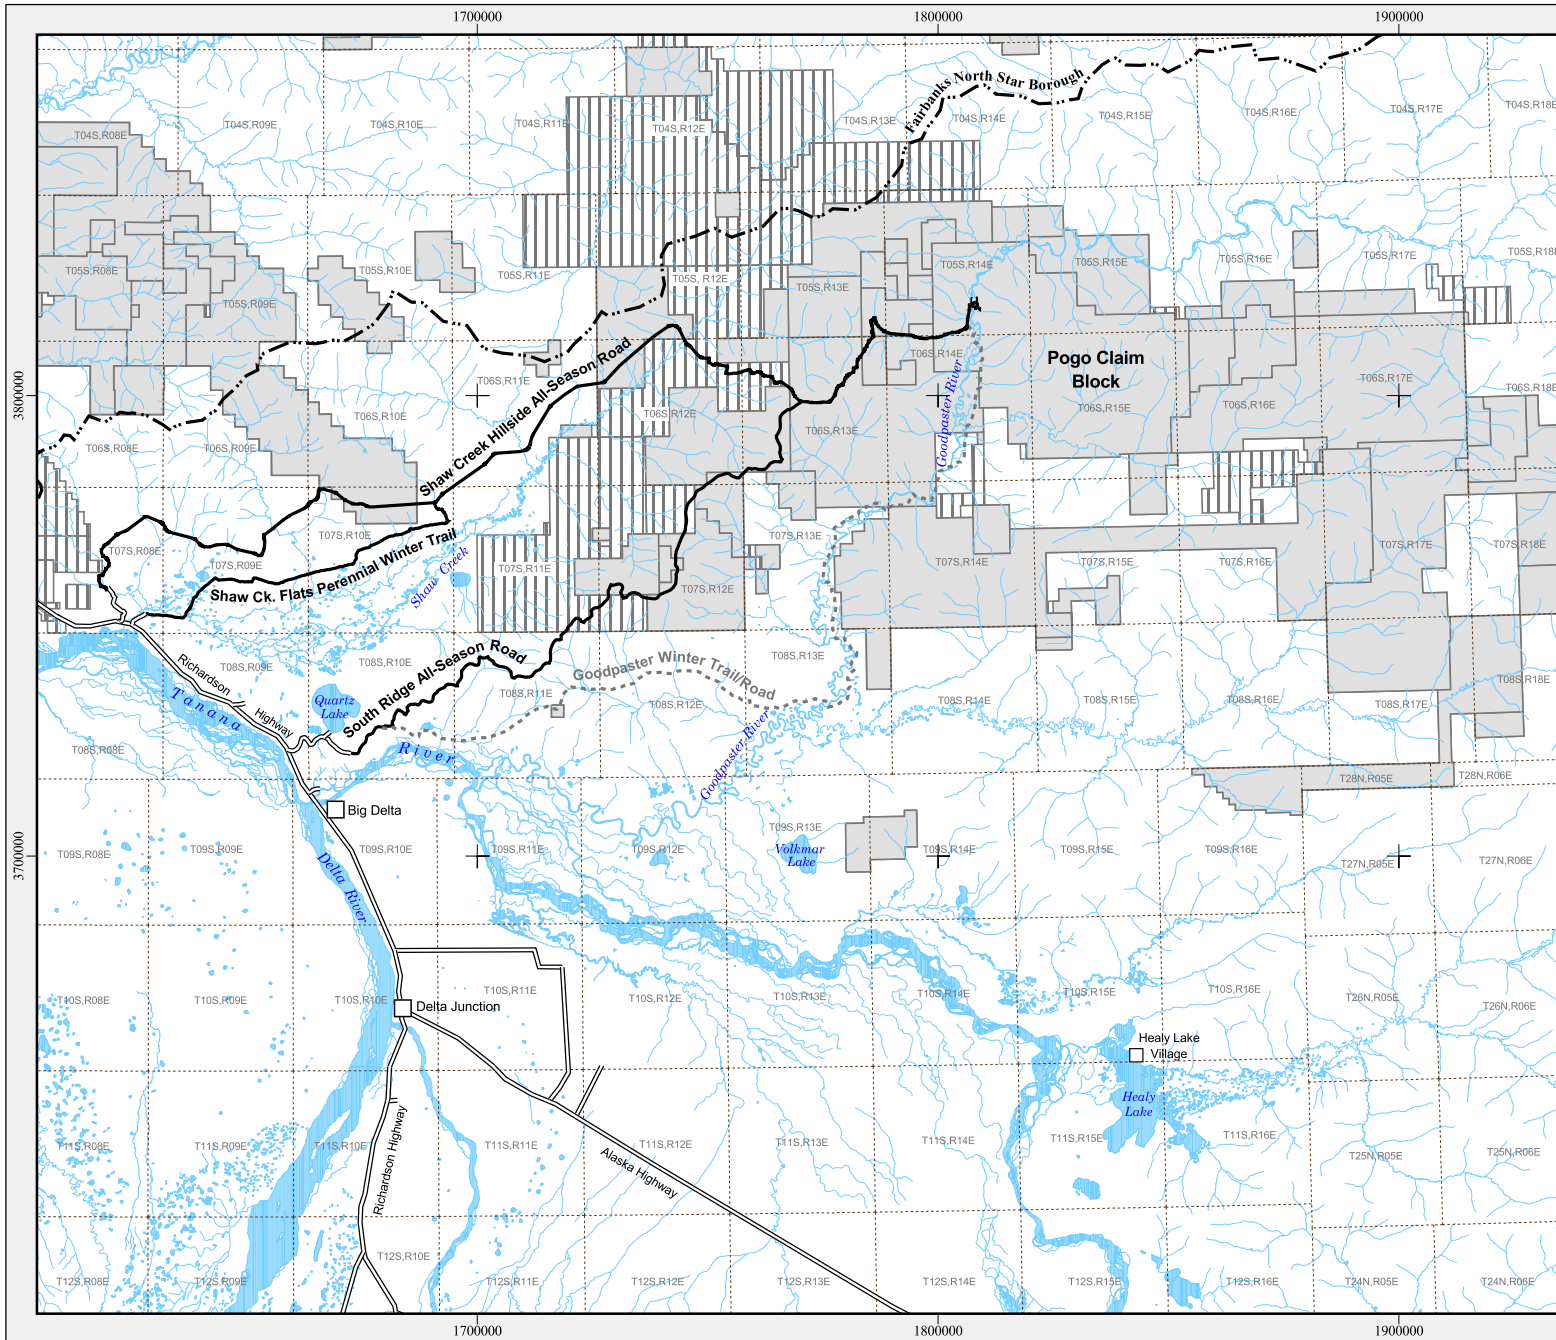 1700000 1800000 1900000
Fairbanks North Star Borough
T04S,R08E T04S,R09E T04S,R10E T04S,R11E T04S,R12E T04S,R13E T04S,R14E T04S,R15E T04S,R16E T04S,R17E T04S,R18E
T05S,R08E T05S,R09E T05S,R10E T05S,R11E T05S,R12E T05S,R13E T05S,R14E T05S,R15E T05S,R16E T05S,R17E T05S,R18E
Pogo Claim
Block
Shaw Creek Hillside All-Season Road
Goodpaster River
3800000
T06S,R08E T06S,R09E T06S,R10E T06S,R11E T06S,R12E T06S,R13E T06S,R14E T06S,R15E T06S,R16E T06S,R17E T06S,R18E
Shaw Ck. Flats Perennial Winter Trail
Shaw Creek
T07S,R08E T07S,R09E T07S,R10E T07S,R11E T07S,R12E T07S,R13E T07S,R14E T07S,R15E T07S,R16E T07S,R17E T07S,R18E
Richardson
Highway
Tanana
Quartz
Lake
South Ridge All-Season Road
Goodpaster Winter Trail/Road
River
Goodpaster River
T08S,R08E T08S,R09E T08S,R10E T08S,R11E T08S,R12E T08S,R13E T08S,R14E T08S,R15E T08S,R16E T08S,R17E T08S,R18E
T28N,R05E T28N,R06E
Big Delta
3700000
Delta River
Volkmar
Lake
T09S,R08E T09S,R09E T09S,R10E T09S,R11E T09S,R12E T09S,R13E T09S,R14E T09S,R15E T09S,R16E T27N,R05E T27N,R06E
Delta Junction
T10S,R08E T10S,R09E T10S,R10E T10S,R11E T10S,R12E T10S,R13E T10S,R14E T10S,R15E T10S,R16E T26N,R05E T26N,R06E
Healy Lake
Village
Healy
Lake
Richardson Highway
Alaska Highway
T11S,R08E T11S,R09E T11S,R10E T11S,R11E T11S,R12E T11S,R13E T11S,R14E T11S,R15E T11S,R16E T25N,R05E T25N,R06E
T12S,R08E T12S,R09E T12S,R10E T12S,R11E T12S,R12E T12S,R13E T12S,R14E T12S,R15E T12S,R16E T24N,R05E T24N,R06E
1700000 1800000 1900000